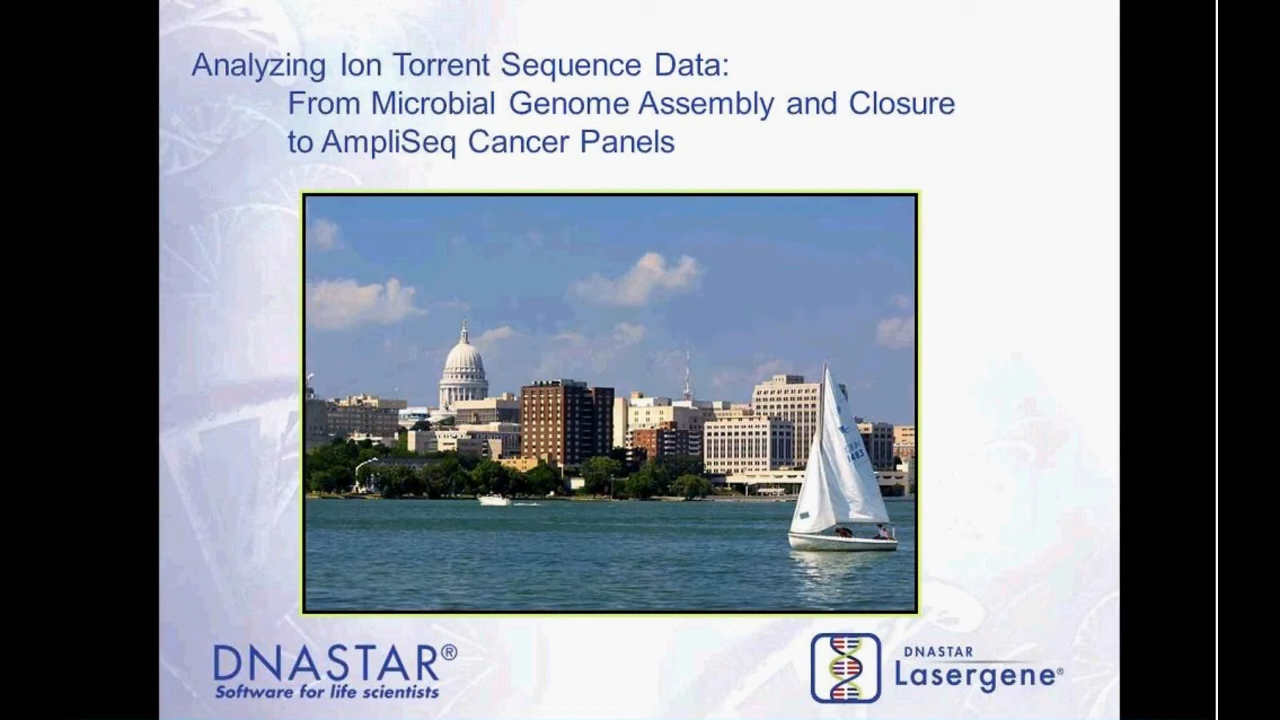 Analyzing Ion Torrent Sequence Data:
From Microbial Genome Assembly and Closure
to AmpliSeq Cancer Panels
1483
DNASTAR®
Software for life scientists
DNASTAR
Lasergene®